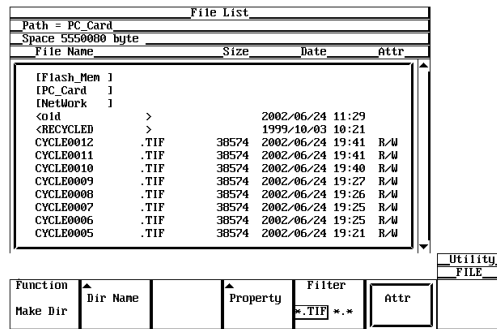 File List
Path = PC_Card
Space 5550080 byte
File Name Size Date Attr
[Flash_Mem ]
[PC_Card ]
[NetWork ]
<old > 2002/06/24 11:29
<RECYCLED > 1999/10/03 10:21
CYCLE0012 .TIF 38574 2002/06/24 19:41 R/W
CYCLE0011 .TIF 38574 2002/06/24 19:41 R/W
CYCLE0010 .TIF 38574 2002/06/24 19:40 R/W
CYCLE0009 .TIF 38574 2002/06/24 19:27 R/W
CYCLE0008 .TIF 38574 2002/06/24 19:26 R/W
CYCLE0007 .TIF 38574 2002/06/24 19:25 R/W
CYCLE0006 .TIF 38574 2002/06/24 19:25 R/W
CYCLE0005 .TIF 38574 2002/06/24 19:21 R/W
Utility
FILE
Function Filter
Dir Name Property Attr
Make Dir *.TIF *.*